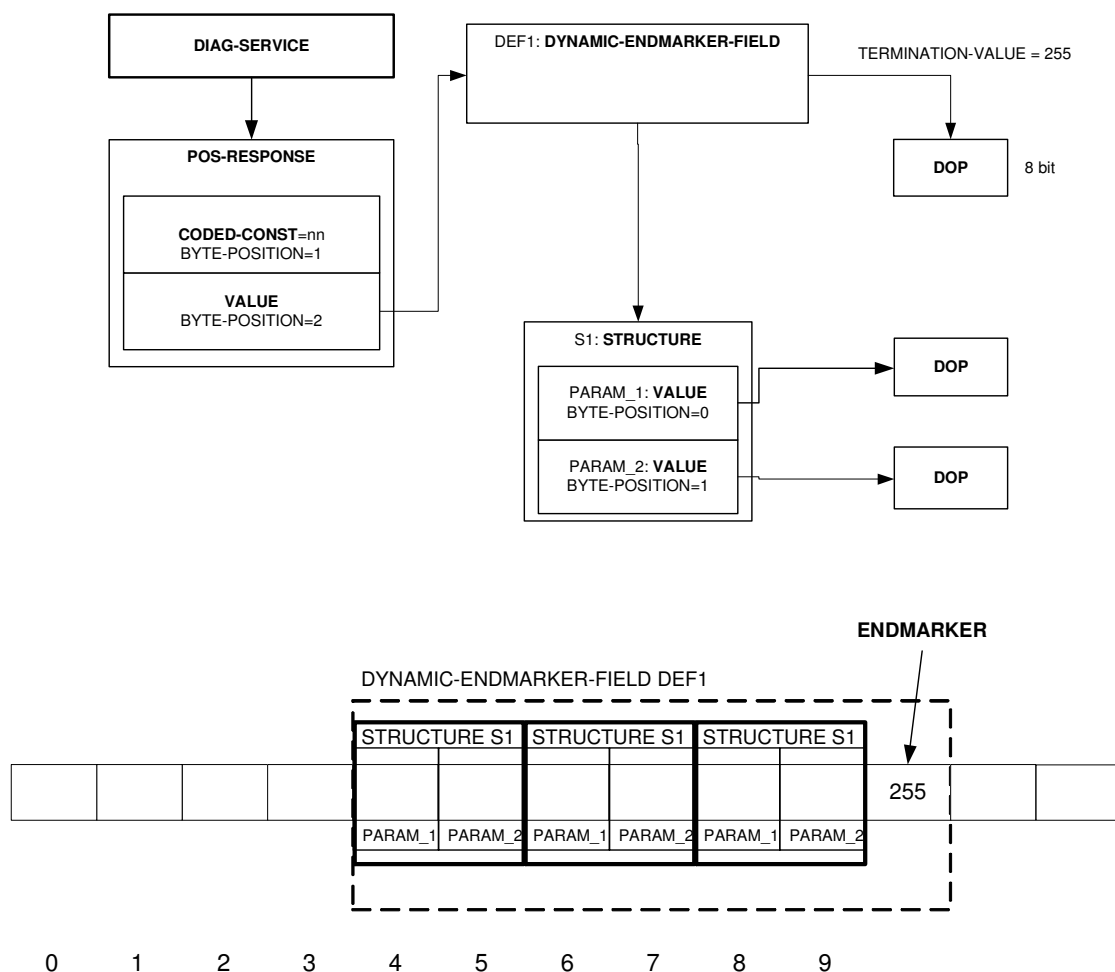 DIAG-SERVICE
DEF1: DYNAMIC-ENDMARKER-FIELD
TERMINATION-VALUE = 255
POS-RESPONSE
DOP
8 bit
CODED-CONST=nn
BYTE-POSITION=1
VALUE
BYTE-POSITION=2
S1: STRUCTURE
PARAM_1: VALUE
BYTE-POSITION=0
DOP
PARAM_2: VALUE
BYTE-POSITION=1
DOP
ENDMARKER
DYNAMIC-ENDMARKER-FIELD DEF1
STRUCTURE S1 STRUCTURE S1 STRUCTURE S1
255
PARAM_1 PARAM_2 PARAM_1 PARAM_2 PARAM_1 PARAM_2
0 1 2 3 4 5 6 7 8 9